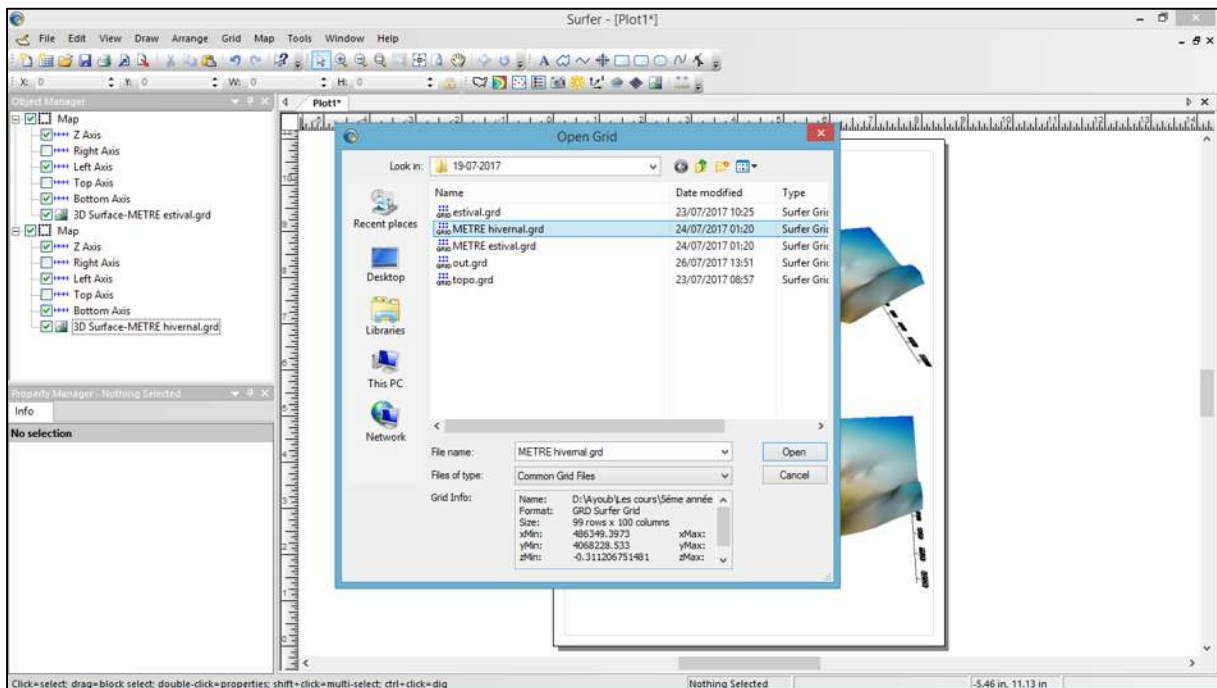 Surfer - [Plot1*]
File Edit View Draw Arrange Grid Map Tools Window Help
X: 0 Y: 0 W: 0 H: 0
Object Manager
Map
Z Axis
Right Axis
Left Axis
Top Axis
Bottom Axis
3D Surface-METRE estival.grd
Map
Z Axis
Right Axis
Left Axis
Top Axis
Bottom Axis
3D Surface-METRE hivernal.grd
Property Manager - Nothing Selected
Info
No selection
Plot1*
Open Grid
Look in: 19-07-2017
Recent places
Desktop
Libraries
This PC
Network
Name Date modified Type
estival.grd 23/07/2017 10:25 Surfer Gric
METRE hivernal.grd 24/07/2017 01:20 Surfer Gric
METRE estival.grd 24/07/2017 01:20 Surfer Gric
out.grd 26/07/2017 13:51 Surfer Gric
topo.grd 23/07/2017 08:57 Surfer Gric
File name: METRE hivernal.grd Open
Files of type: Common Grid Files Cancel
Grid Info:
Name: D:\Ayoub\Les cours\5éme année
Format: GRD Surfer Grid
Size: 99 rows x 100 columns
xMin: 486349.3973 xMax:
yMin: 4068228.533 yMax:
zMin: -0.311206751481 zMax:
Click=select; drag=block select; double-click=properties; shift+click=multi-select; ctrl+click=dig
Nothing Selected
-5.46 in, 11.13 in